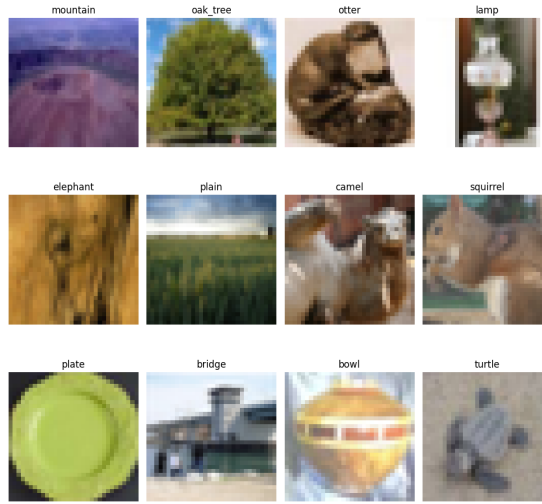 mountain oak_tree otter lamp
elephant plain camel squirrel
plate bridge bowl turtle